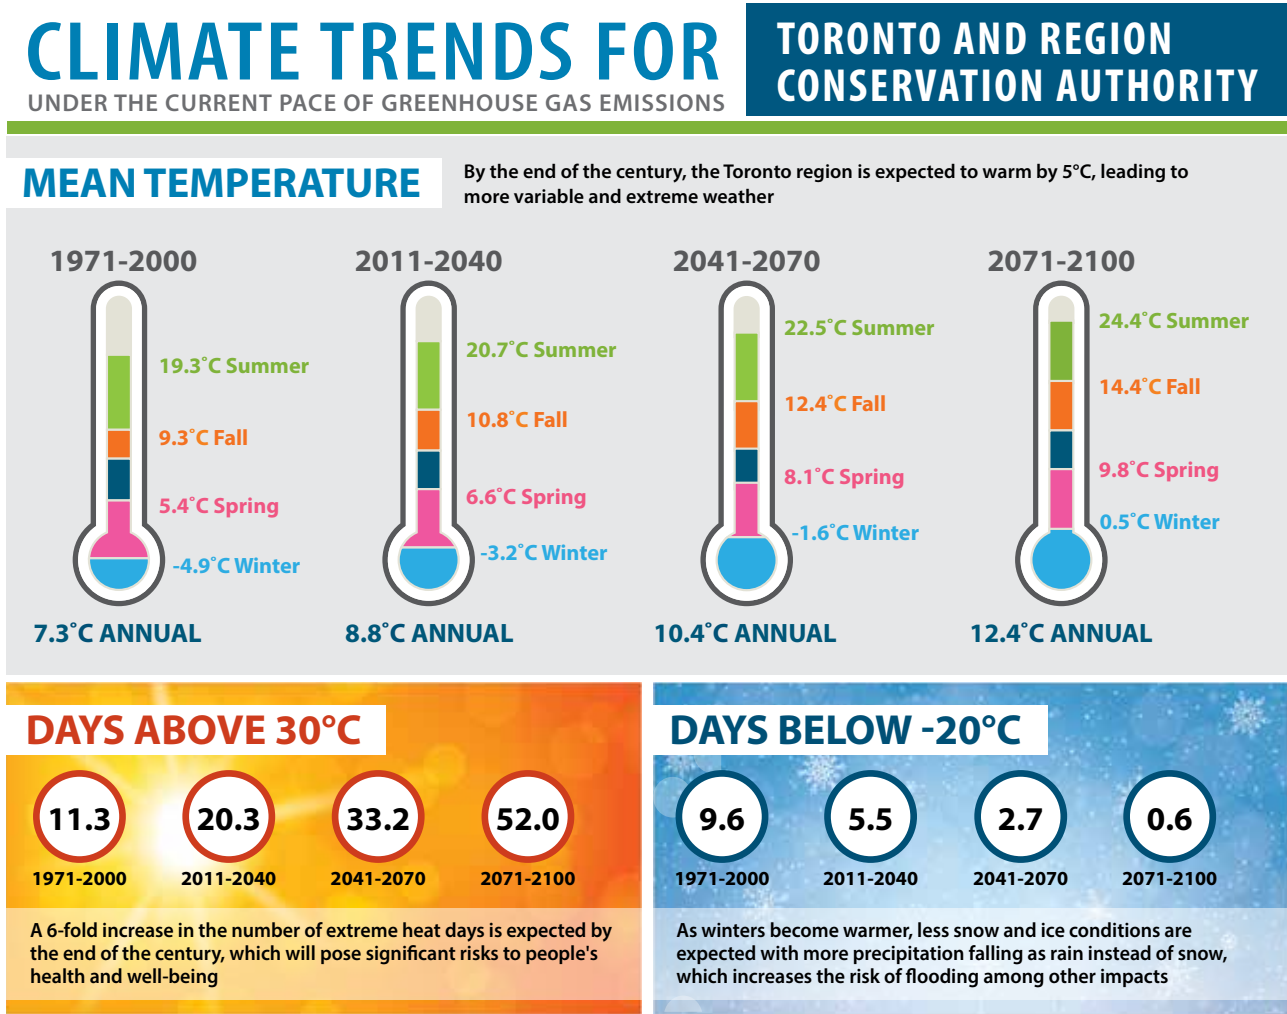 CLIMATE TRENDS FOR
UNDER THE CURRENT PACE OF GREENHOUSE GAS EMISSIONS
TORONTO AND REGION
CONSERVATION AUTHORITY
MEAN TEMPERATURE
By the end of the century, the Toronto region is expected to warm by 5°C, leading to
more variable and extreme weather
1971-2000
19.3˚C Summer
9.3˚C Fall
5.4˚C Spring
-4.9˚C Winter
7.3˚C ANNUAL
2011-2040
20.7˚C Summer
10.8˚C Fall
6.6˚C Spring
-3.2˚C Winter
8.8˚C ANNUAL
2041-2070
22.5˚C Summer
12.4˚C Fall
8.1˚C Spring
-1.6˚C Winter
10.4˚C ANNUAL
2071-2100
24.4˚C Summer
14.4˚C Fall
9.8˚C Spring
0.5˚C Winter
12.4˚C ANNUAL
DAYS ABOVE 30°C
11.3 20.3 33.2 52.0
1971-2000 2011-2040 2041-2070 2071-2100
A 6-fold increase in the number of extreme heat days is expected by
the end of the century, which will pose significant risks to people's
health and well-being
DAYS BELOW -20°C
9.6 5.5 2.7 0.6
1971-2000 2011-2040 2041-2070 2071-2100
As winters become warmer, less snow and ice conditions are
expected with more precipitation falling as rain instead of snow,
which increases the risk of flooding among other impacts